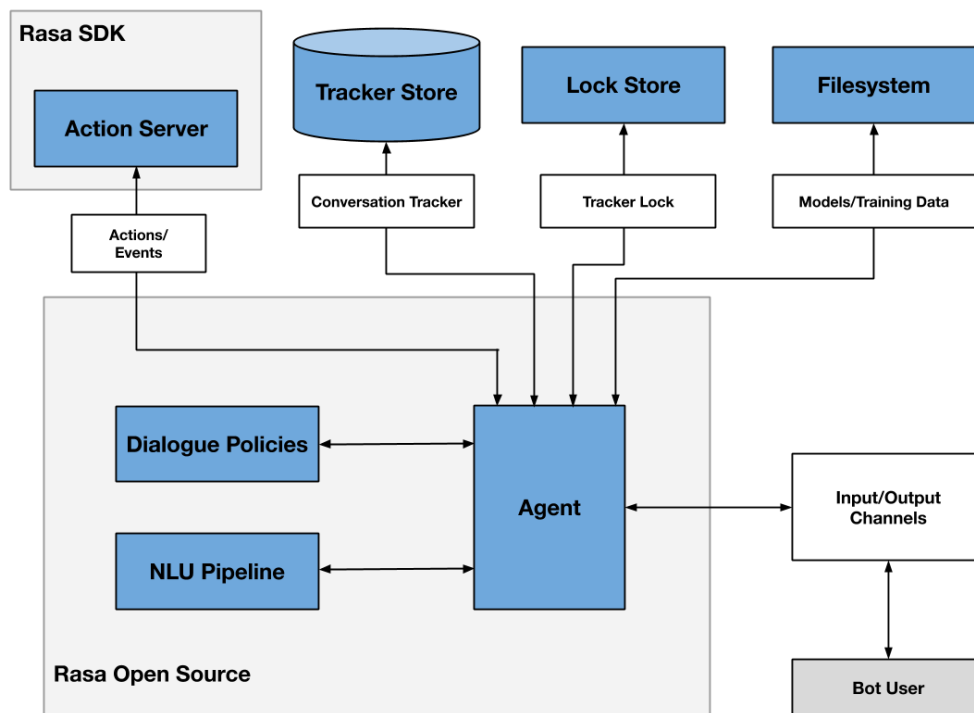 Rasa SDK
Action Server
Tracker Store
Lock Store
Filesystem
Actions/
Events
Conversation Tracker
Tracker Lock
Models/Training Data
Dialogue Policies
NLU Pipeline
Agent
Input/Output
Channels
Rasa Open Source
Bot User